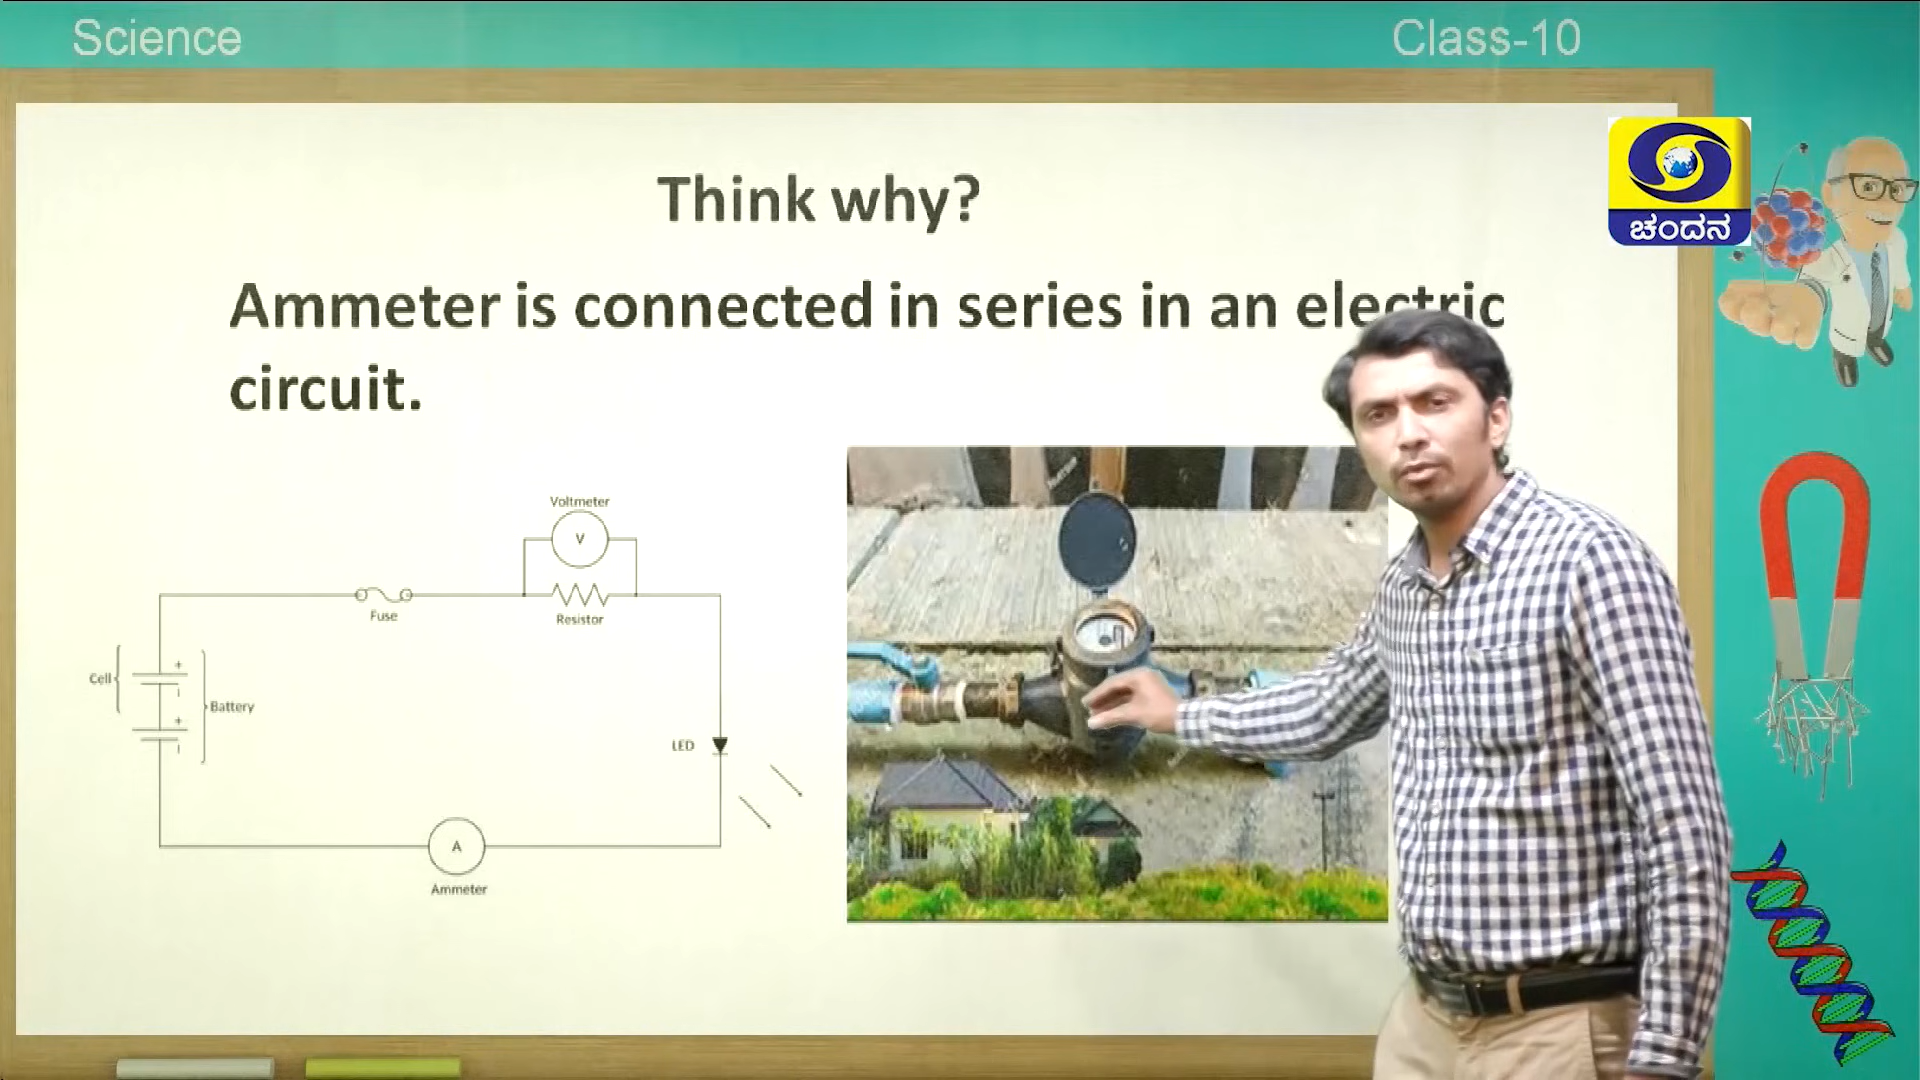 Science
Class-10
ಚಂದನ
Think why?
Ammeter is connected in series in an electric
circuit.
Voltmeter
V
Fuse
Resistor
Cell
+
+
Battery
LED
A
Ammeter